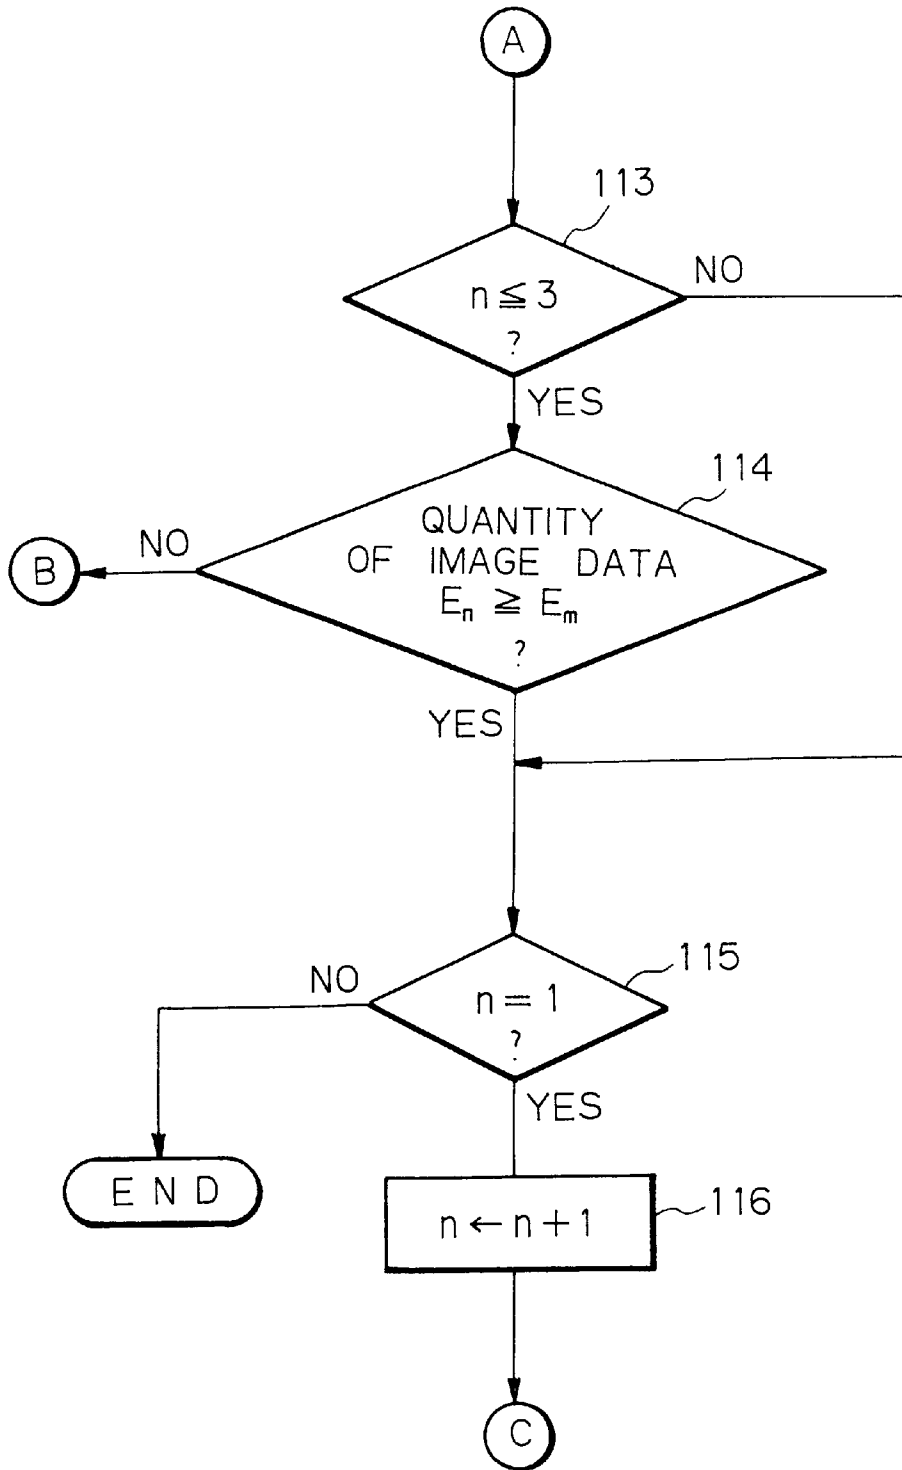 A
113
n ≦ 3
?
NO
YES
114
QUANTITY
OF IMAGE DATA
Eₙ ≧ Eₘ
?
NO
B
YES
115
n = 1
?
NO
YES
END
116
n ← n + 1
C